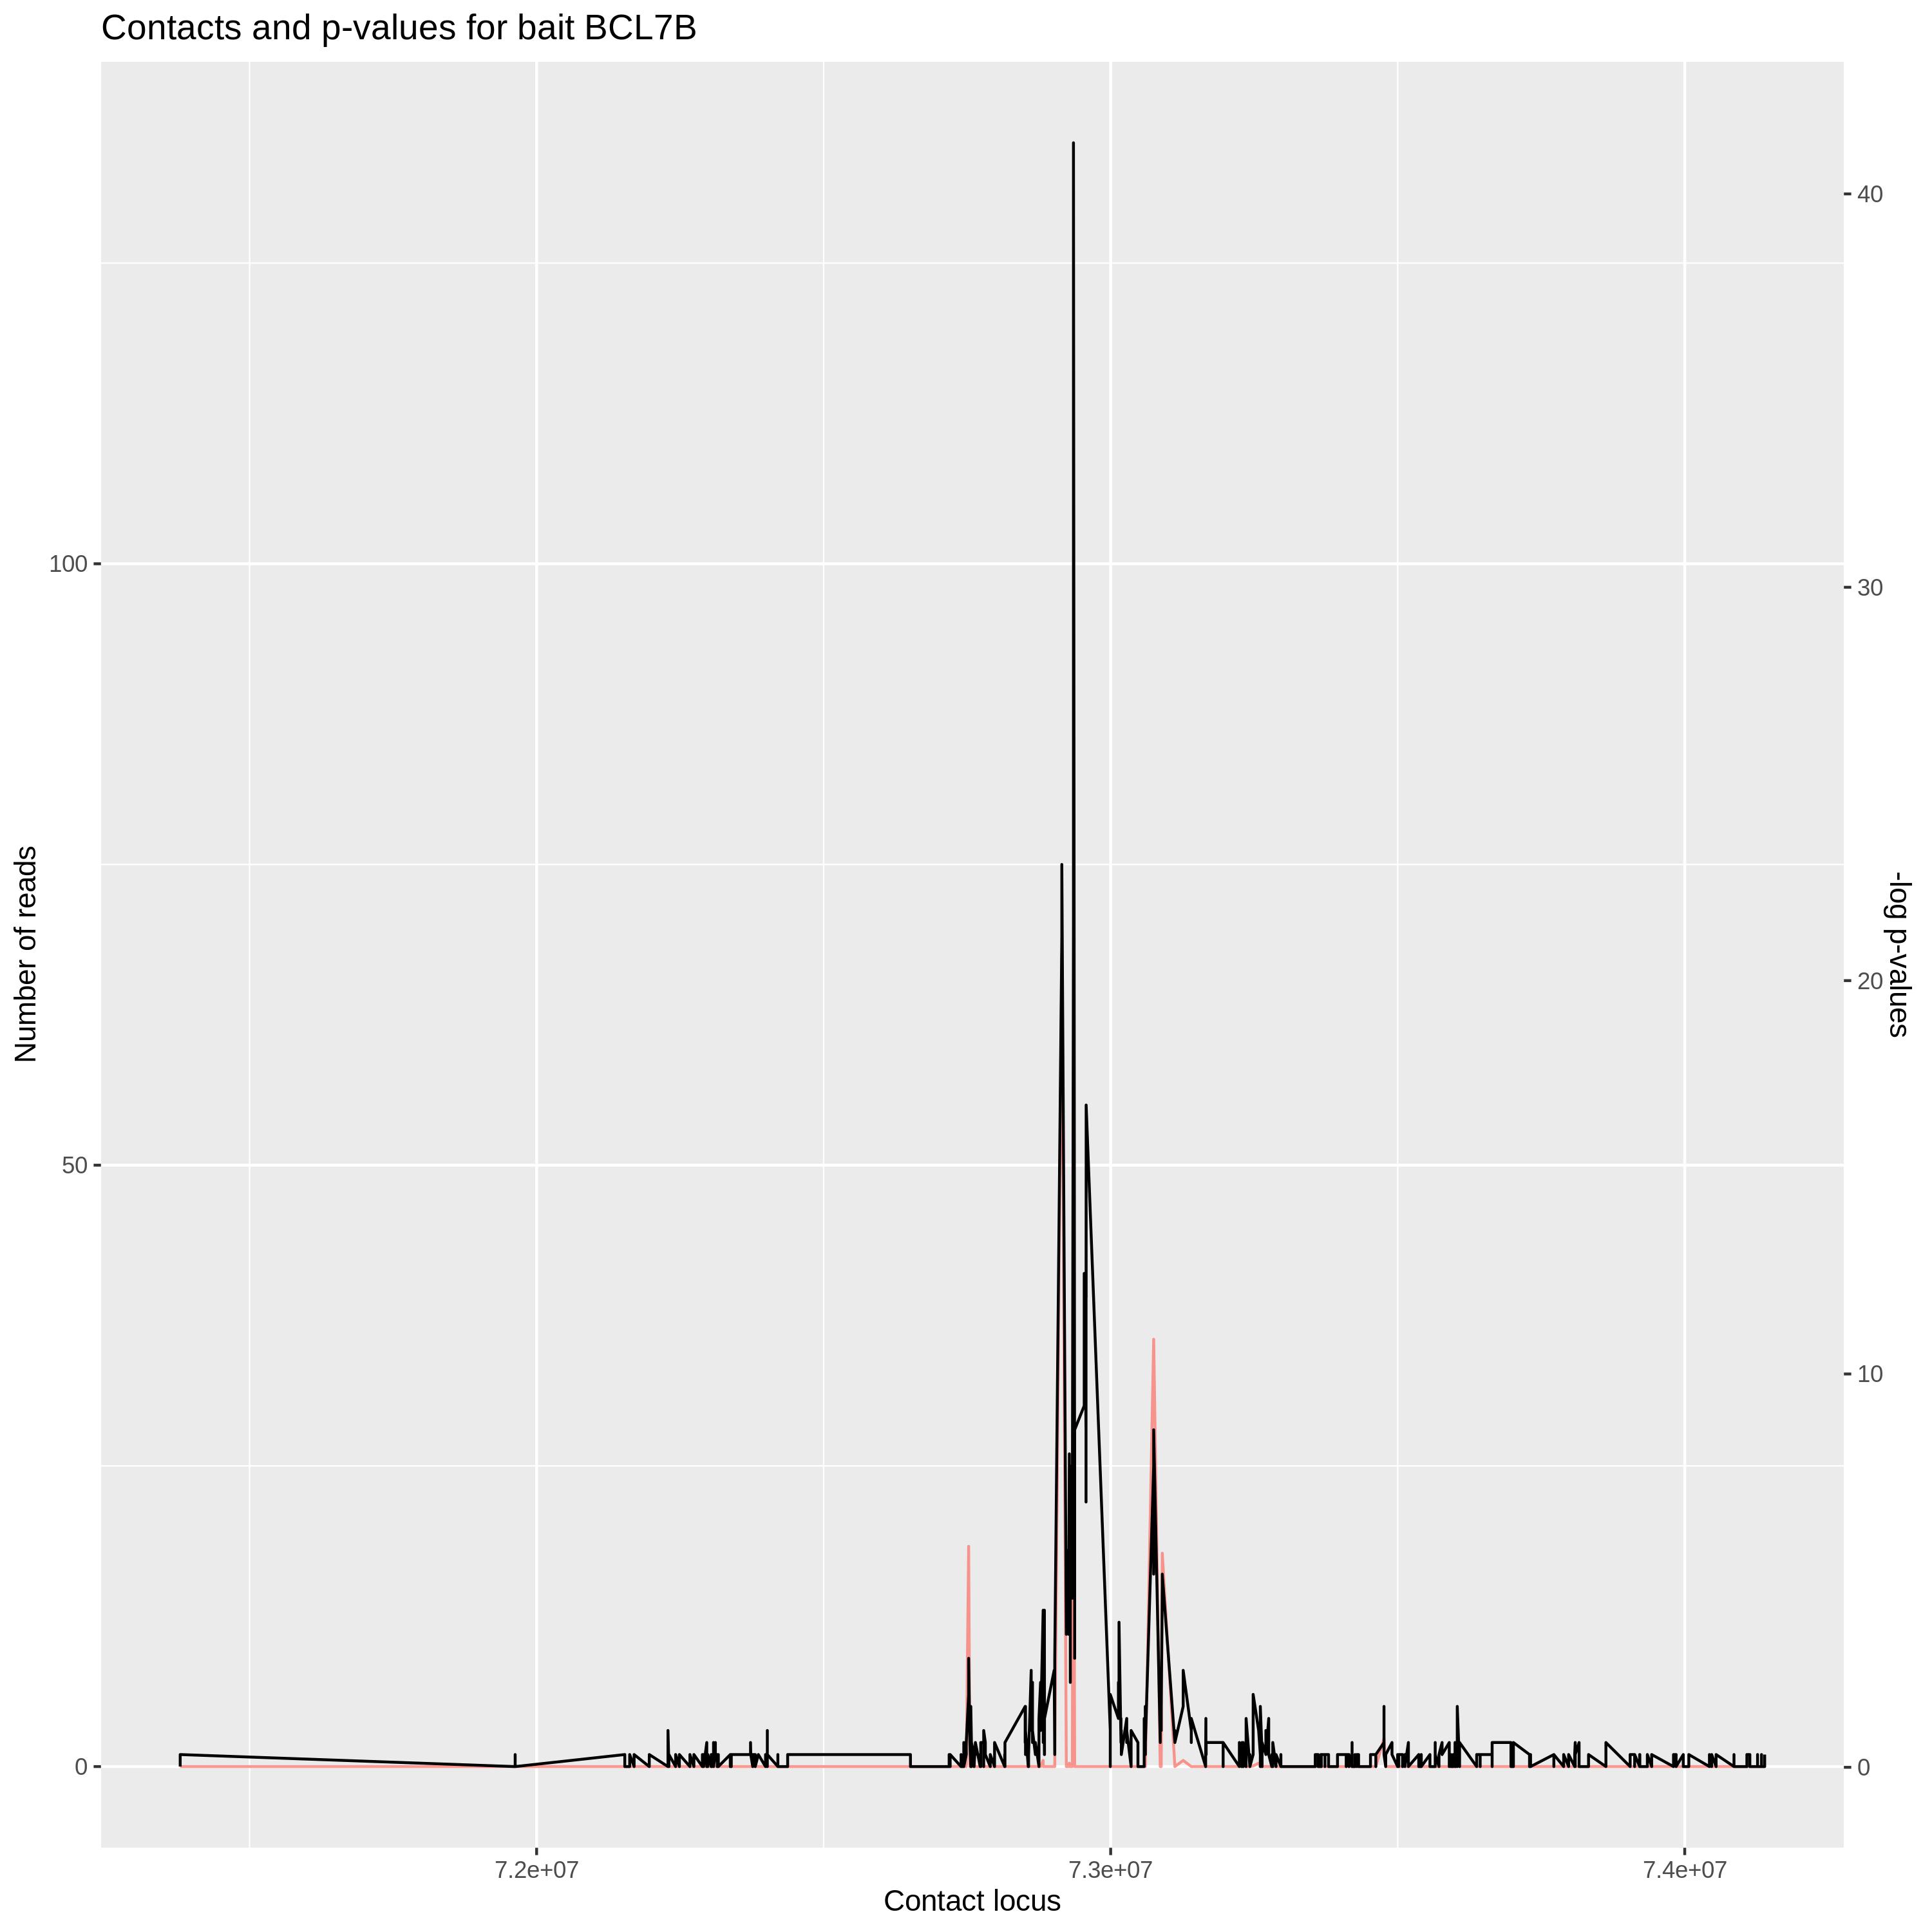 Contacts and p-values for bait BCL7B
Number of reads
100
50
0
40
30
20
10
0
-log p-values
7.2e+07
7.3e+07
7.4e+07
Contact locus